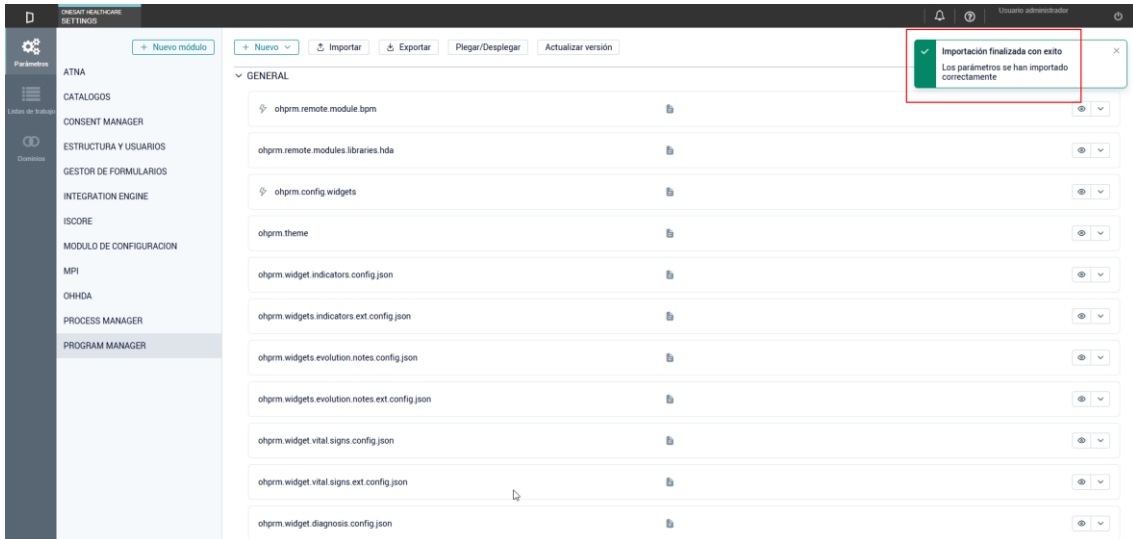 ONESAIT HEALTHCARE
SETTINGS
Usuario administrador
Parámetros
Listas de trabajo
Dominios
+ Nuevo módulo
ATNA
CATALOGOS
CONSENT MANAGER
ESTRUCTURA Y USUARIOS
GESTOR DE FORMULARIOS
INTEGRATION ENGINE
ISCORE
MODULO DE CONFIGURACION
MPI
OHHDA
PROCESS MANAGER
PROGRAM MANAGER
+ Nuevo Importar Exportar Plegar/Desplegar Actualizar versión
Importación finalizada con exito
Los parámetros se han importado
correctamente
GENERAL
ohprm.remote.module.bpm
ohprm.remote.modules.libraries.hda
ohprm.config.widgets
ohprm.theme
ohprm.widget.indicators.config.json
ohprm.widgets.indicators.ext.config.json
ohprm.widgets.evolution.notes.config.json
ohprm.widgets.evolution.notes.ext.config.json
ohprm.widget.vital.signs.config.json
ohprm.widget.vital.signs.ext.config.json
ohprm.widget.diagnosis.config.json